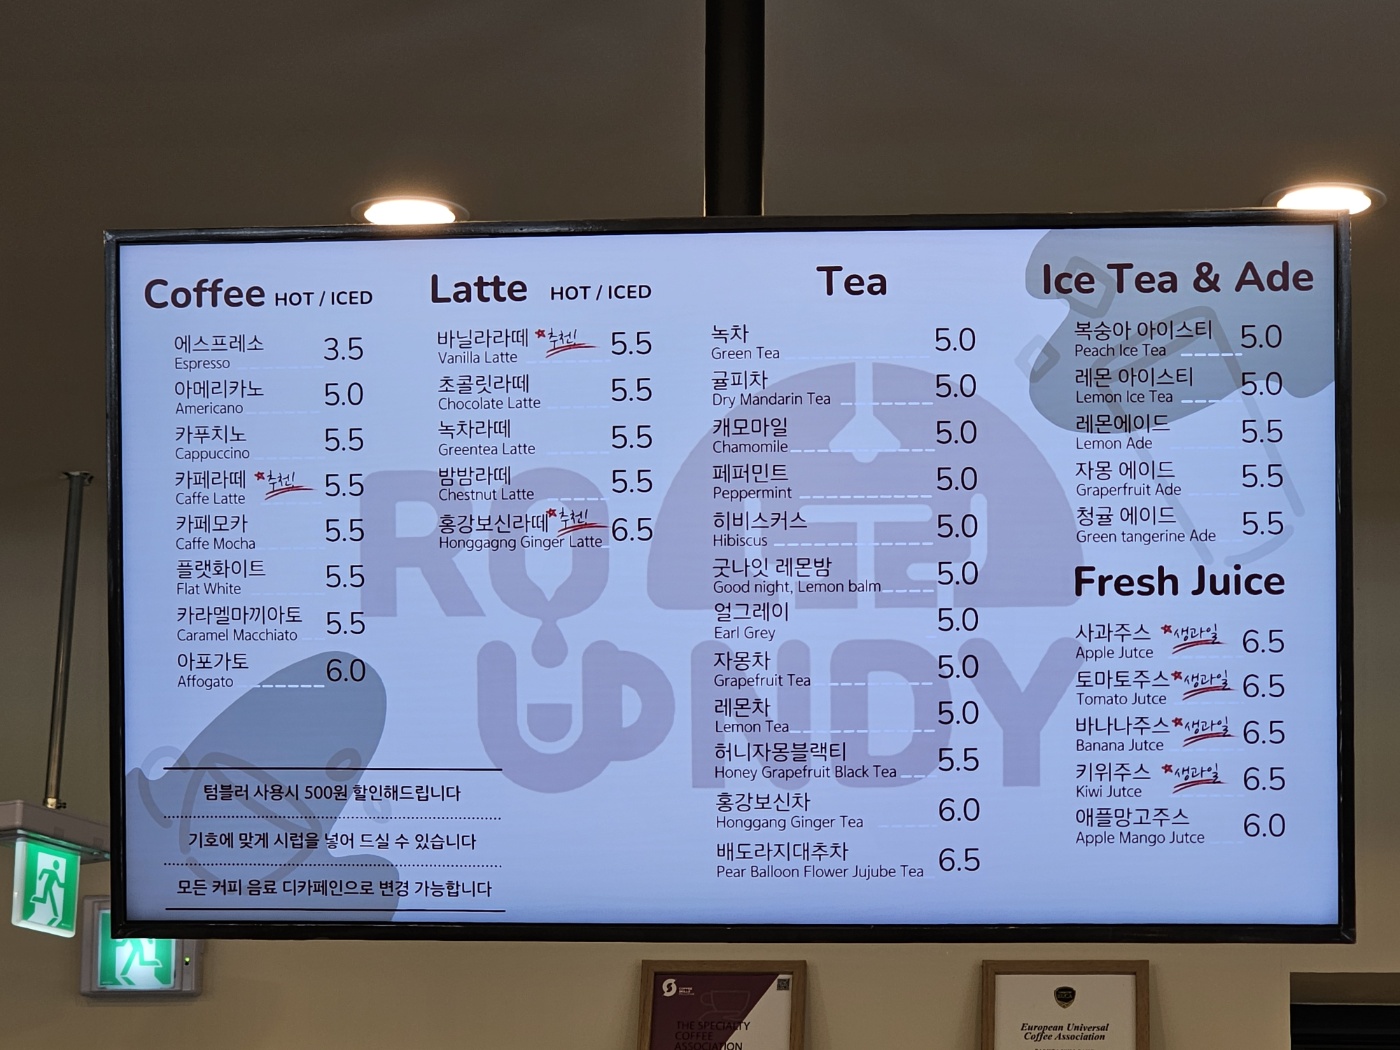 Coffee HOT / ICED
에스프레소 3.5
Espresso
아메리카노 5.0
Americano
카푸치노 5.5
Cappuccino
카페라떼 추천! 5.5
Caffe Latte
카페모카 5.5
Caffe Mocha
플랫화이트 5.5
Flat White
카라멜마끼아토 5.5
Caramel Macchiato
아포가토 6.0
Affogato
텀블러 사용시 500원 할인해드립니다
기호에 맞게 시럽을 넣어 드실 수 있습니다
모든 커피 음료 디카페인으로 변경 가능합니다
Latte HOT / ICED
바닐라라떼 추천! 5.5
Vanilla Latte
초콜릿라떼 5.5
Chocolate Latte
녹차라떼 5.5
Greentea Latte
밤밤라떼 5.5
Chestnut Latte
홍강보신라떼 추천! 6.5
Honggagng Ginger Latte
Tea
녹차 5.0
Green Tea
귤피차 5.0
Dry Mandarin Tea
캐모마일 5.0
Chamomile
페퍼민트 5.0
Peppermint
히비스커스 5.0
Hibiscus
굿나잇 레몬밤 5.0
Good night, Lemon balm
얼그레이 5.0
Earl Grey
자몽차 5.0
Grapefruit Tea
레몬차 5.0
Lemon Tea
허니자몽블랙티 5.5
Honey Grapefruit Black Tea
홍강보신차 6.0
Honggang Ginger Tea
배도라지대추차 6.5
Pear Balloon Flower Jujube Tea
Ice Tea & Ade
복숭아 아이스티 5.0
Peach Ice Tea
레몬 아이스티 5.0
Lemon Ice Tea
레몬에이드 5.5
Lemon Ade
자몽 에이드 5.5
Graperfruit Ade
청귤 에이드 5.5
Green tangerine Ade
Fresh Juice
사과주스 생과일 6.5
Apple Jutce
토마토주스 생과일 6.5
Tomato Jutce
바나나주스 생과일 6.5
Banana Jutce
키위주스 생과일 6.5
Kiwi Jutce
애플망고주스 6.0
Apple Mango Jutce
THE SPECIALTY
COFFEE
ASSOCIATION
European Universal
Coffee Association